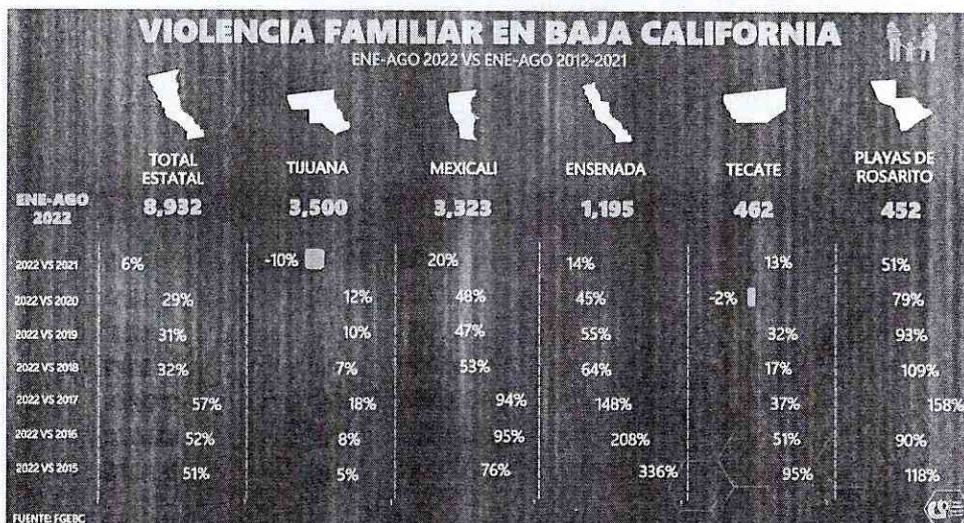 VIOLENCIA FAMILIAR EN BAJA CALIFORNIA
ENE-AGO 2022 VS ENE-AGO 2012-2021
TOTAL ESTATAL TIJUANA MEXICALI ENSENADA TECATE PLAYAS DE ROSARITO
ENE-AGO 2022 8,932 3,500 3,323 1,195 462 452
2022 VS 2021 6% -10% 20% 14% 13% 51%
2022 VS 2020 29% 12% 48% 45% -2% 79%
2022 VS 2019 31% 10% 47% 55% 32% 93%
2022 VS 2018 32% 7% 53% 64% 17% 109%
2022 VS 2017 57% 18% 94% 148% 37% 158%
2022 VS 2016 52% 8% 95% 208% 51% 90%
2022 VS 2015 51% 5% 76% 336% 95% 118%
FUENTE: FGEBC